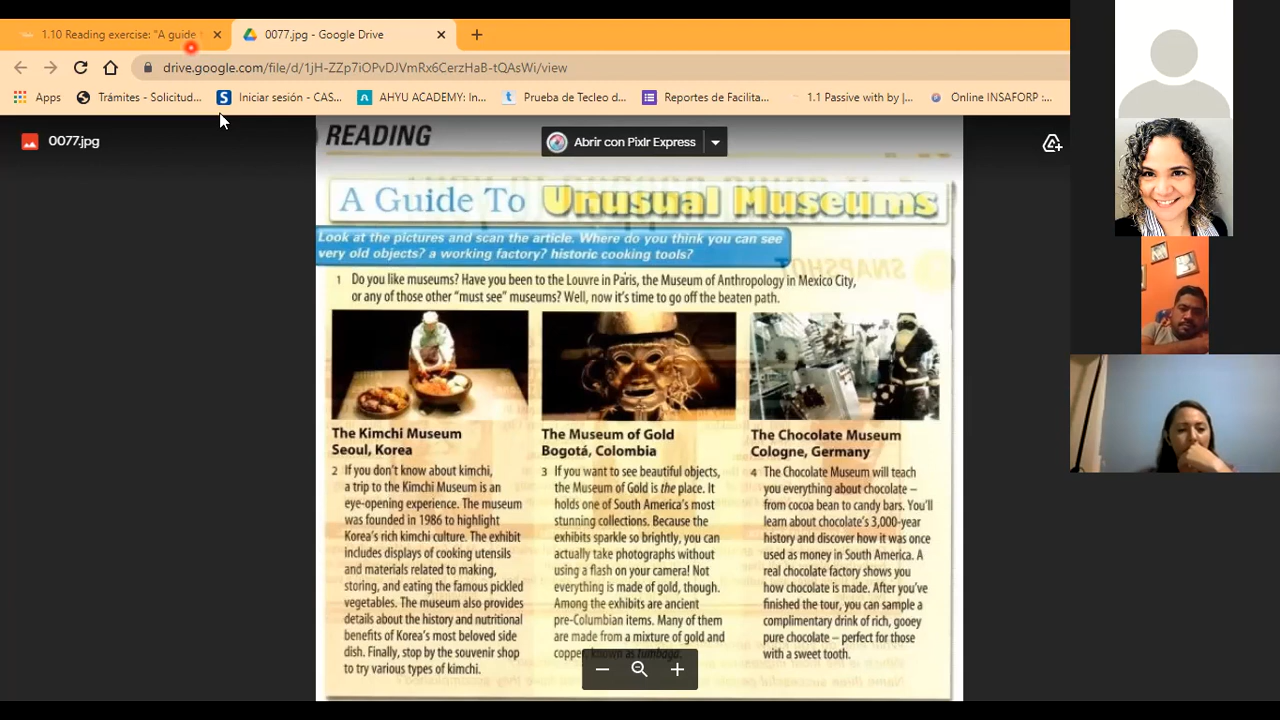 1.10 Reading exercise: "A guide
0077.jpg - Google Drive
drive.google.com/file/d/1jH-ZZp7iOPvDJVmRx6CerzHaB-tQAsWi/view
Apps
Trámites - Solicitud...
Iniciar sesión - CAS...
AHYU ACADEMY: In...
Prueba de Tecleo d...
Reportes de Facilita...
1.1 Passive with by |...
Online INSAFORP :...
0077.jpg
READING
Abrir con Pixlr Express
A Guide To Unusual Museums
Look at the pictures and scan the article. Where do you think you can see
very old objects? a working factory? historic cooking tools?
SNAPSHOT
1 Do you like museums? Have you been to the Louvre in Paris, the Museum of Anthropology in Mexico City,
or any of those other "must see" museums? Well, now it's time to go off the beaten path.
The Kimchi Museum
Seoul, Korea
2 If you don't know about kimchi,
a trip to the Kimchi Museum is an
eye-opening experience. The museum
was founded in 1986 to highlight
Korea's rich kimchi culture. The exhibit
includes displays of cooking utensils
and materials related to making,
storing, and eating the famous pickled
vegetables. The museum also provides
details about the history and nutritional
benefits of Korea's most beloved side
dish. Finally, stop by the souvenir shop
to try various types of kimchi.
The Museum of Gold
Bogotá, Colombia
3 If you want to see beautiful objects,
the Museum of Gold is the place. It
holds one of South America's most
stunning collections. Because the
exhibits sparkle so brightly, you can
actually take photographs without
using a flash on your camera! Not
everything is made of gold, though.
Among the exhibits are ancient
pre-Columbian items. Many of them
are made from a mixture of gold and
copper, known as tumbaga.
The Chocolate Museum
Cologne, Germany
4 The Chocolate Museum will teach
you everything about chocolate –
from cocoa bean to candy bars. You'll
learn about chocolate's 3,000-year
history and discover how it was once
used as money in South America. A
real chocolate factory shows you
how chocolate is made. After you've
finished the tour, you can sample a
complimentary drink of rich, gooey
pure chocolate – perfect for those
with a sweet tooth.